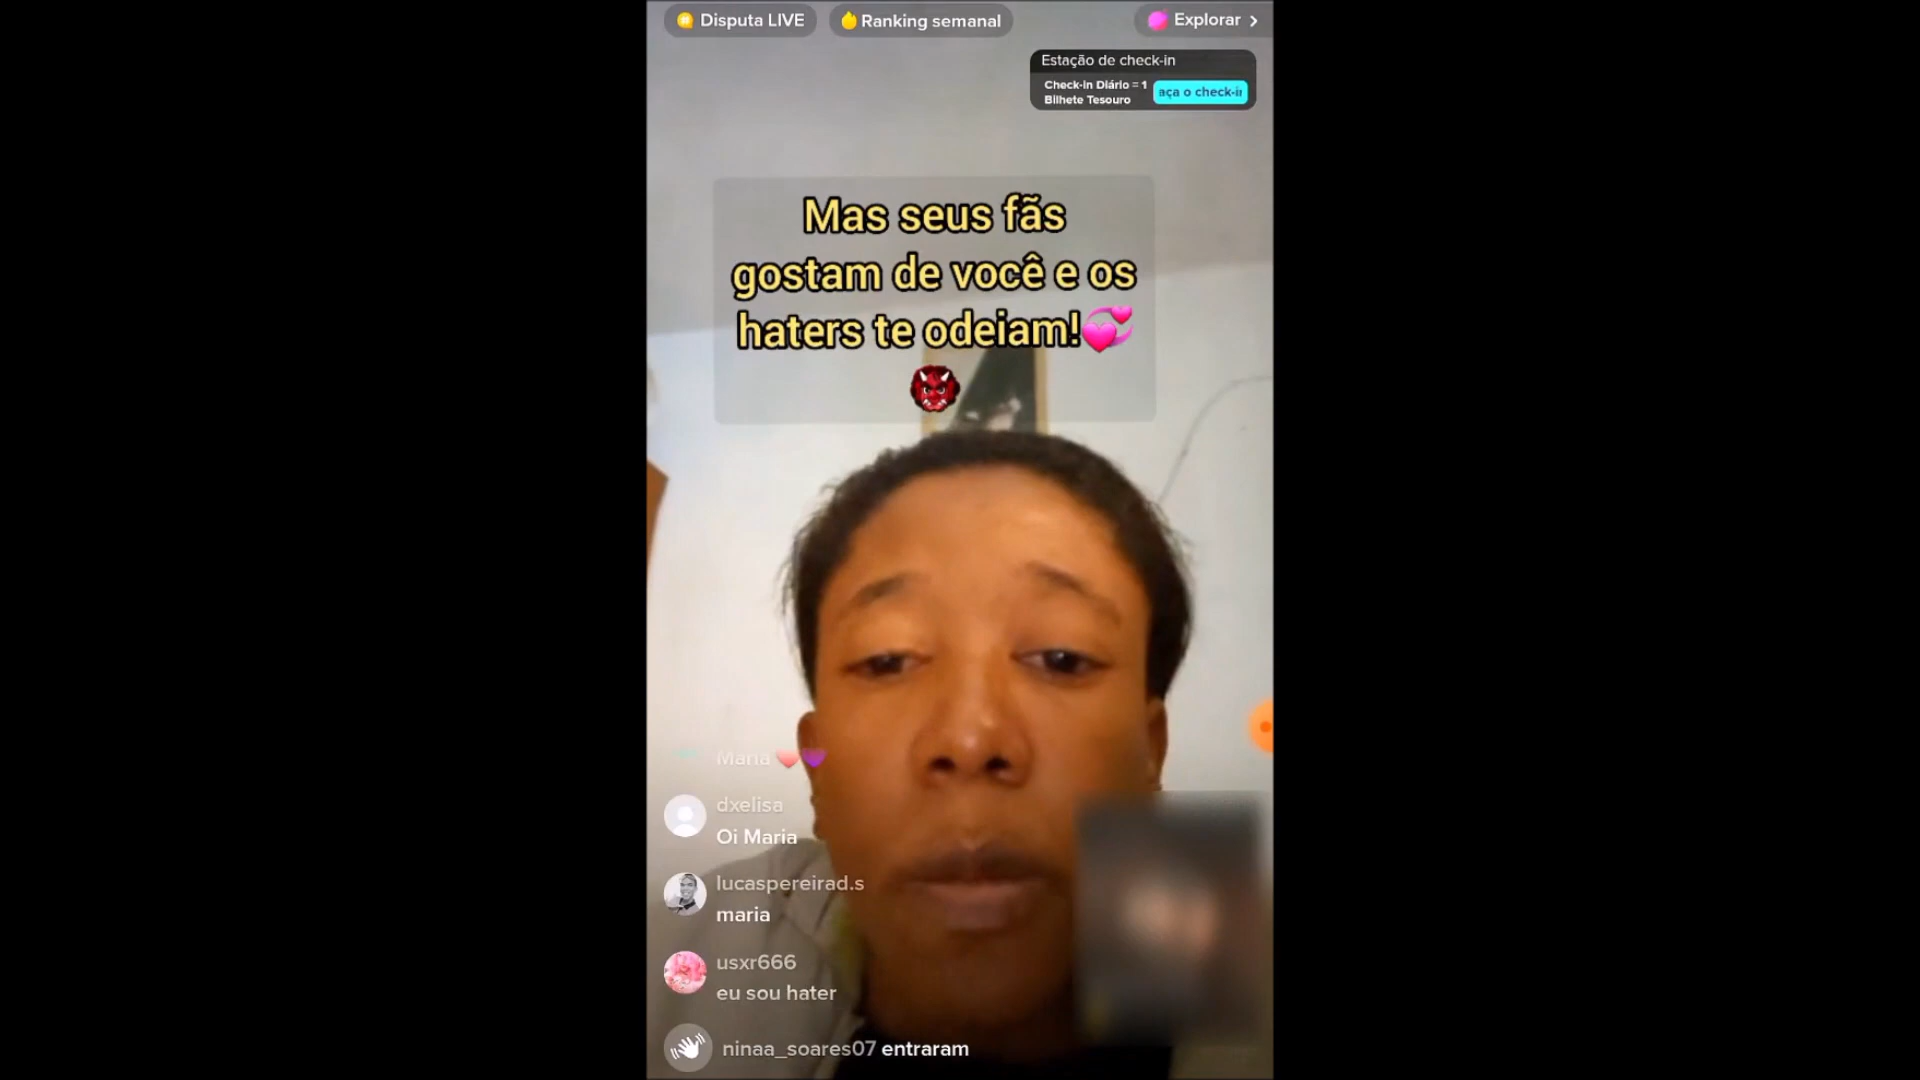 Disputa LIVE
Ranking semanal
Explorar
Estação de check-in
Check-in Diário = 1
Bilhete Tesouro
aça o check-i
Mas seus fãs
gostam de você e os
haters te odeiam!💞
👹
Maria
dxelisa
Oi Maria
lucaspereirad.s
maria
usxr666
eu sou hater
ninaa_soares07 entraram